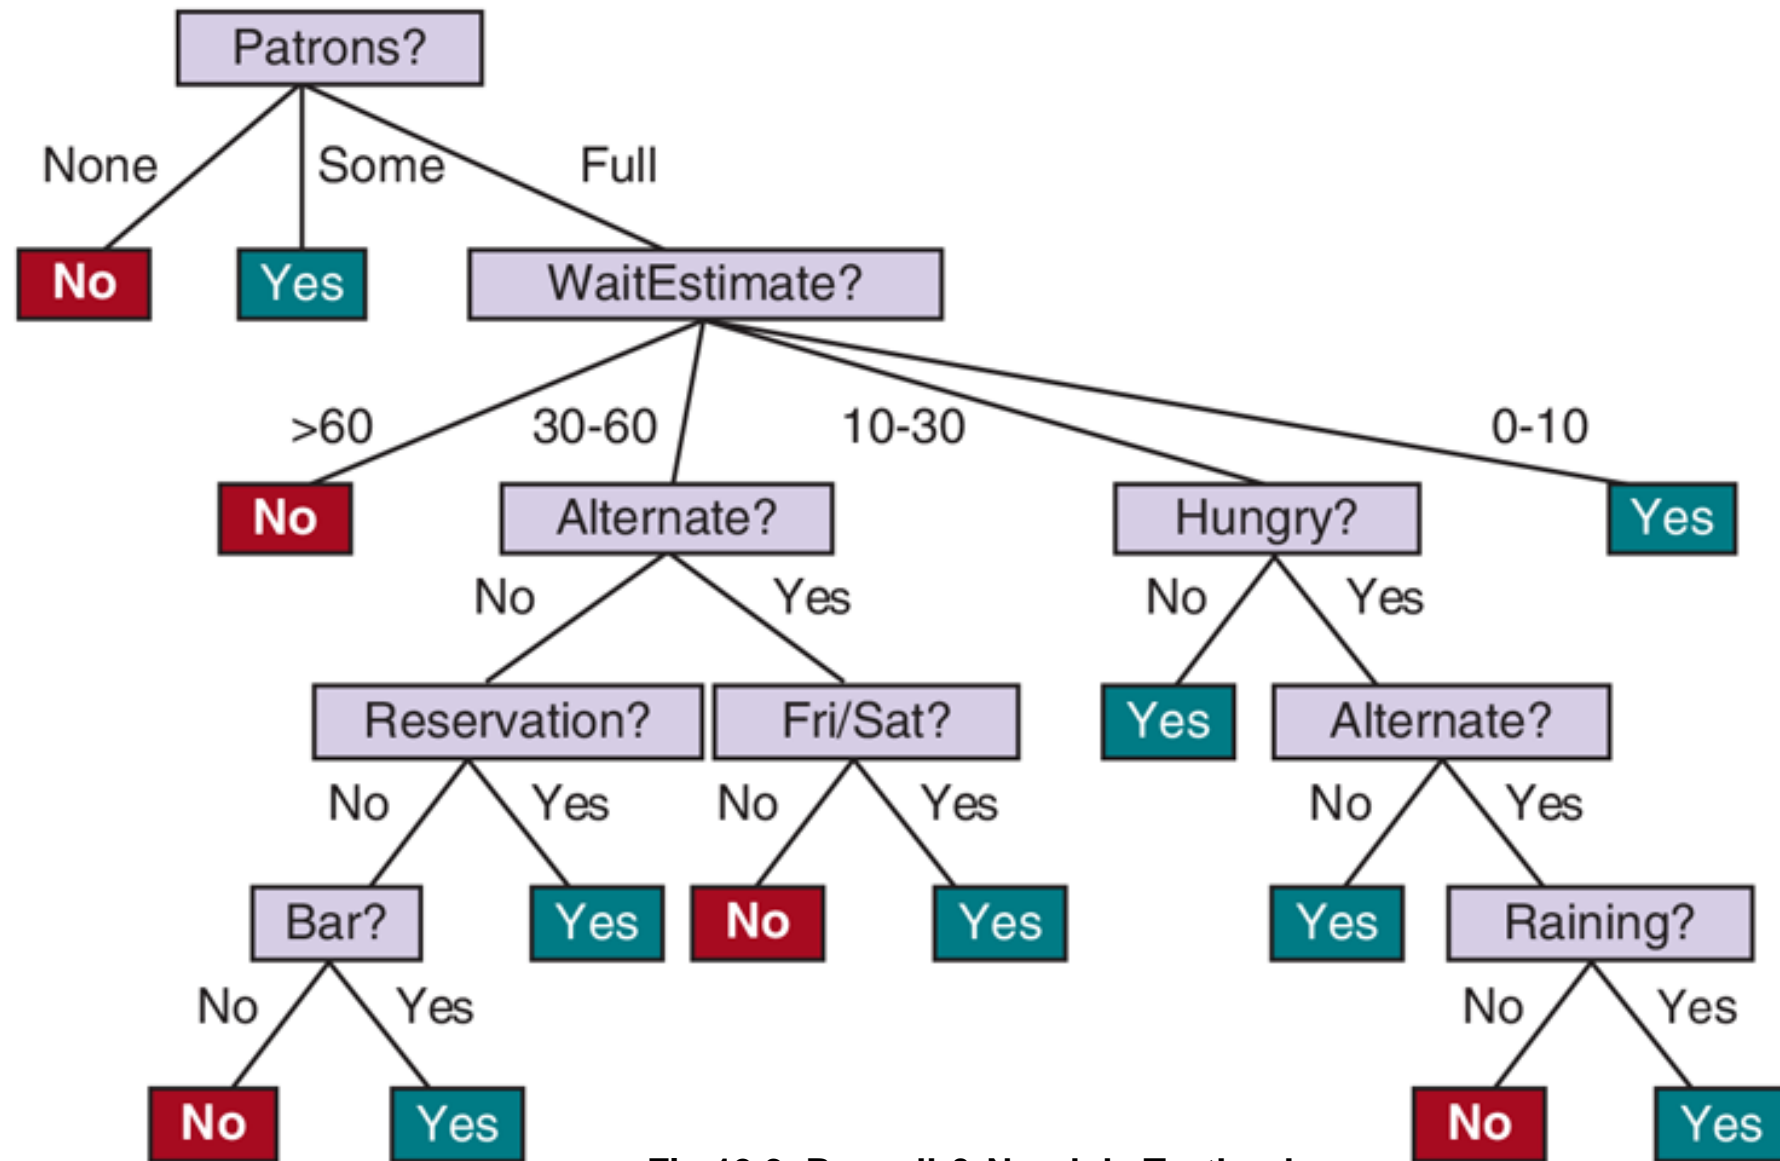 Patrons?
None Some Full
No Yes WaitEstimate?
>60 30-60 10-30 0-10
No Alternate? Hungry? Yes
No Yes No Yes
Reservation? Fri/Sat? Yes Alternate?
No Yes No Yes No Yes
Bar? Yes No Yes Yes Raining?
No Yes No Yes
No Yes No Yes